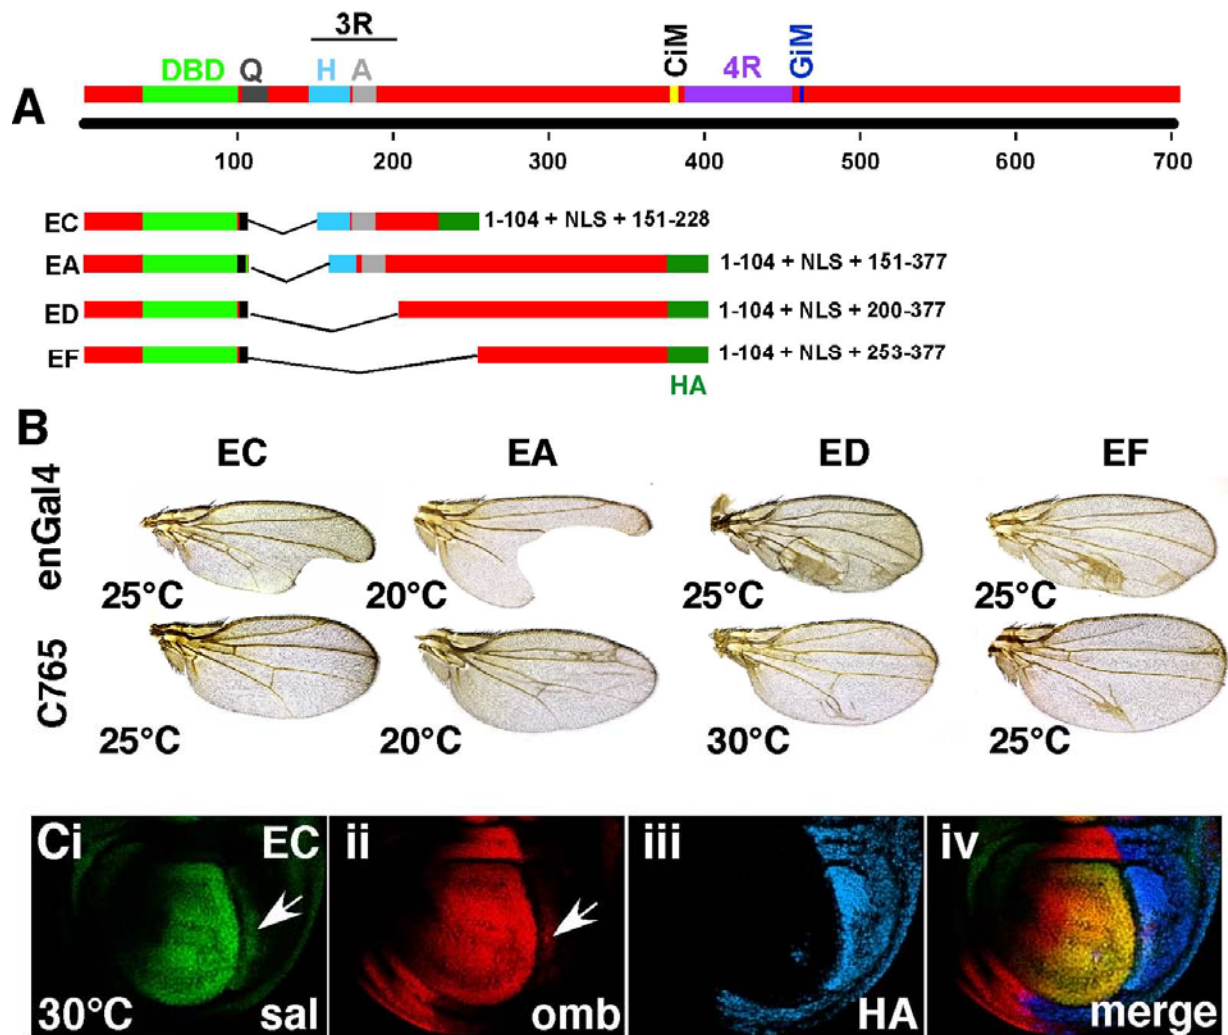 3R
DBD Q H A CiM 4R GiM
A
100 200 300 400 500 600 700
EC 1-104 + NLS + 151-228
EA 1-104 + NLS + 151-377
ED 1-104 + NLS + 200-377
EF 1-104 + NLS + 253-377
HA
B
EC EA ED EF
enGal4
25°C 20°C 25°C 25°C
C765
25°C 20°C 30°C 25°C
Ci EC ii iii iv
30°C sal omb HA merge